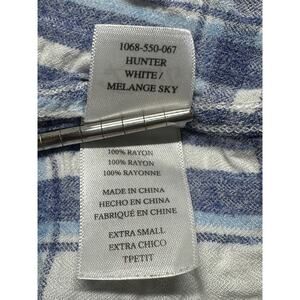 1068-550-067
HUNTER
WHITE/
MELANGE SKY
100% RAYON
100% RAYON
100% RAYONNE
MADE IN CHINA
HECHO EN CHINA
FABRIQUÉ EN CHINE
EXTRA SMALL
EXTRA CHICO
TPETIT